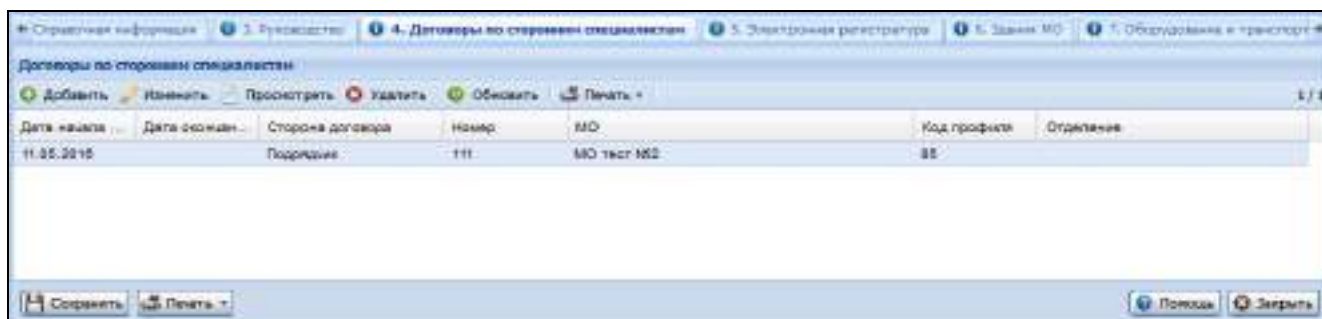 Справочная информация 3. Руководство 4. Договоры по сторонним специалистам 5. Электронная регистратура 6. Здания МО 7. Оборудование и транспорт
Договоры по сторонним специалистам
Добавить Изменить Просмотреть Удалить Обновить Печать
Дата начала ... Дата окончан... Сторона договора Номер МО Код профиля Отделение
11.05.2016 Подрядчик 111 МО тест №2 85
Сохранить Печать Помощь Закрыть